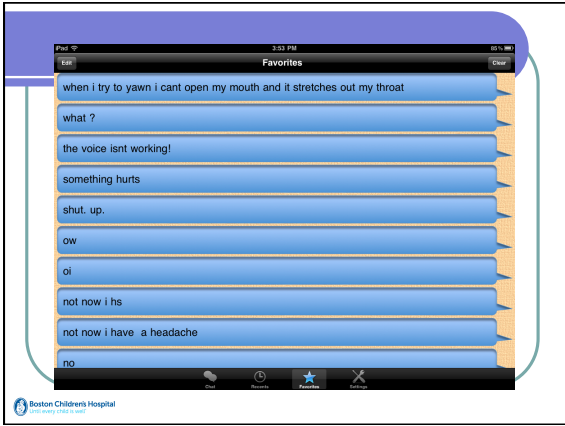 iPad
3:53 PM
85%
Edit
Favorites
Clear
when i try to yawn i cant open my mouth and it stretches out my throat
what ?
the voice isnt working!
something hurts
shut. up.
ow
oi
not now i hs
not now i have  a headache
no
Chat
Recents
Favorites
Settings
Boston Children's Hospital
Until every child is well